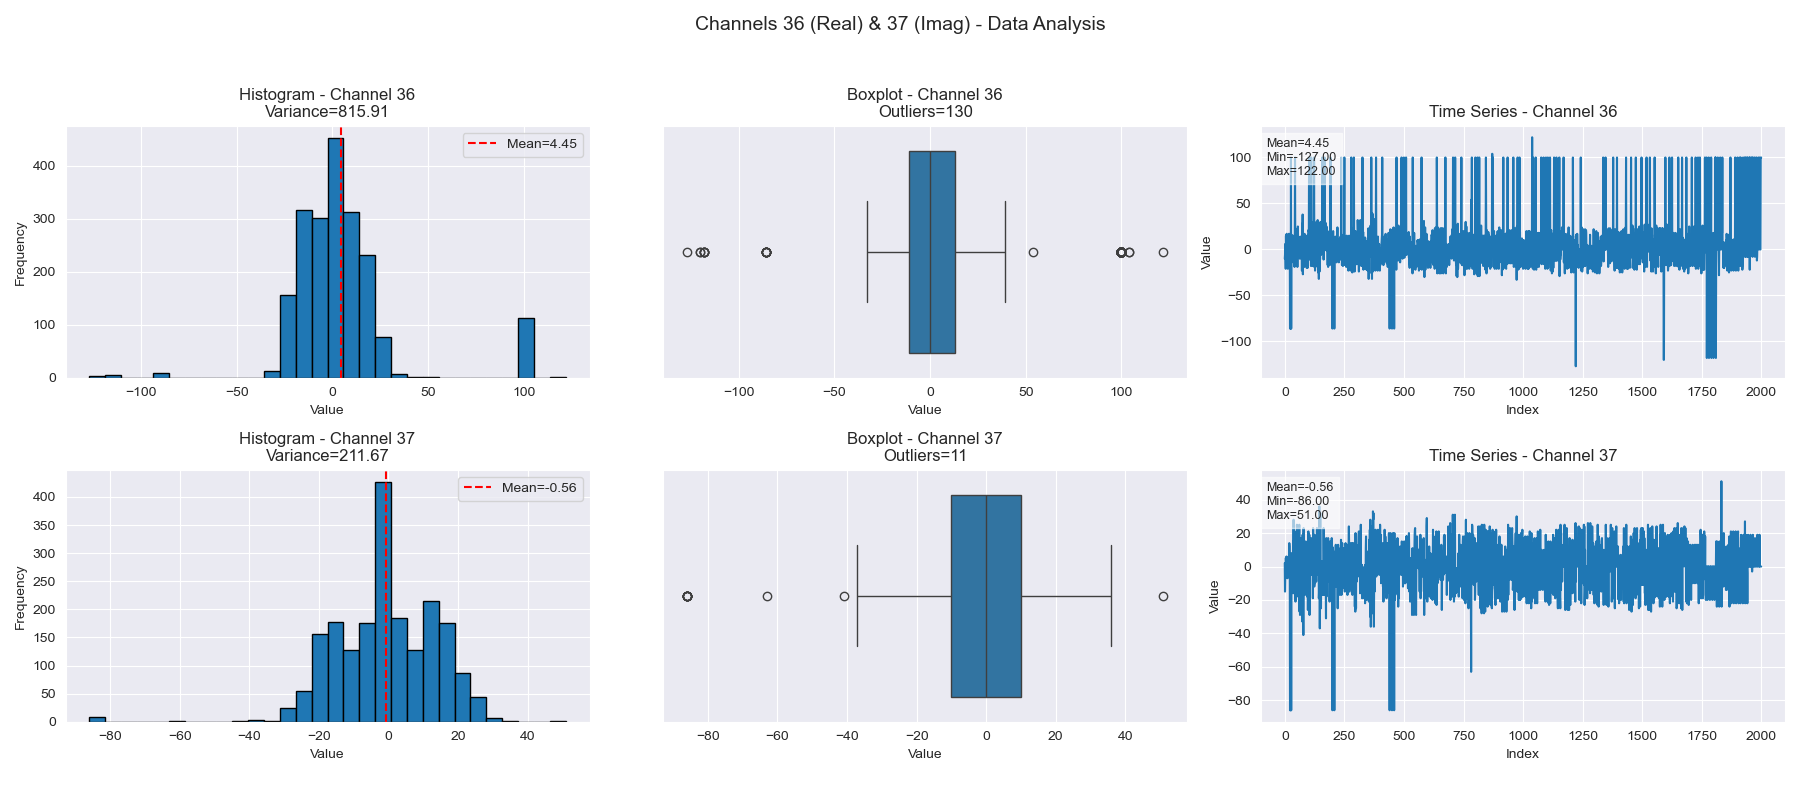 Channels 36 (Real) & 37 (Imag) - Data Analysis
Histogram - Channel 36
Variance=815.91
Mean=4.45
Frequency
400
300
200
100
0
−100
−50
0
50
100
Value
Boxplot - Channel 36
Outliers=130
−100
−50
0
50
100
Value
Time Series - Channel 36
Mean=4.45
Min=-127.00
Max=122.00
Value
100
50
0
−50
−100
0
250
500
750
1000
1250
1500
1750
2000
Index
Histogram - Channel 37
Variance=211.67
Mean=-0.56
Frequency
400
350
300
250
200
150
100
50
0
−80
−60
−40
−20
0
20
40
Value
Boxplot - Channel 37
Outliers=11
−80
−60
−40
−20
0
20
40
Value
Time Series - Channel 37
Mean=-0.56
Min=-86.00
Max=51.00
Value
40
20
0
−20
−40
−60
−80
0
250
500
750
1000
1250
1500
1750
2000
Index